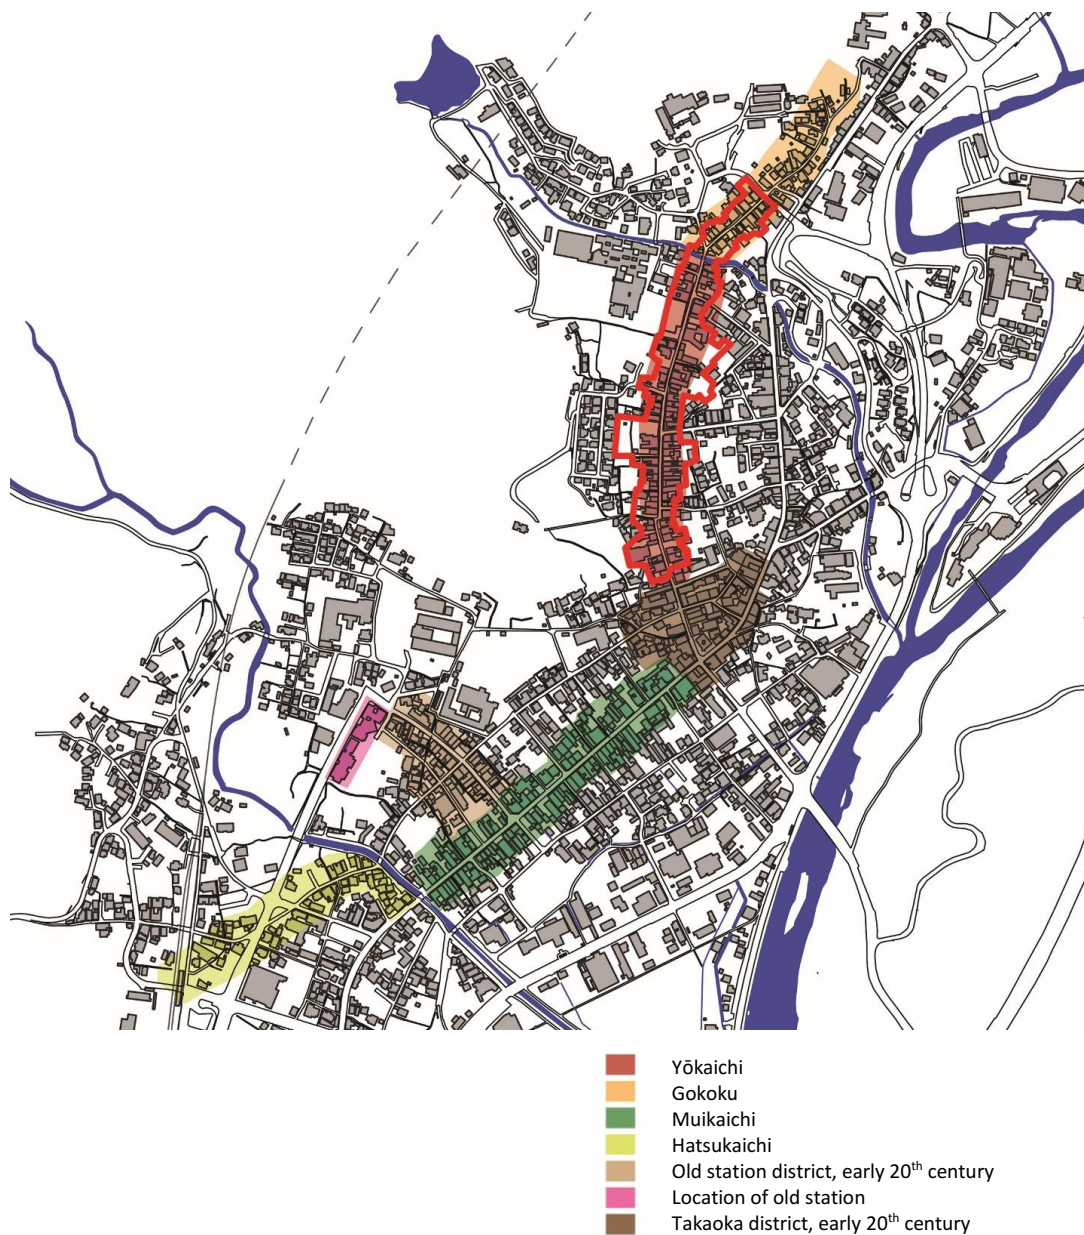 Yōkaichi
Gokoku
Muikaichi
Hatsukaichi
Old station district, early 20th century
Location of old station
Takaoka district, early 20th century